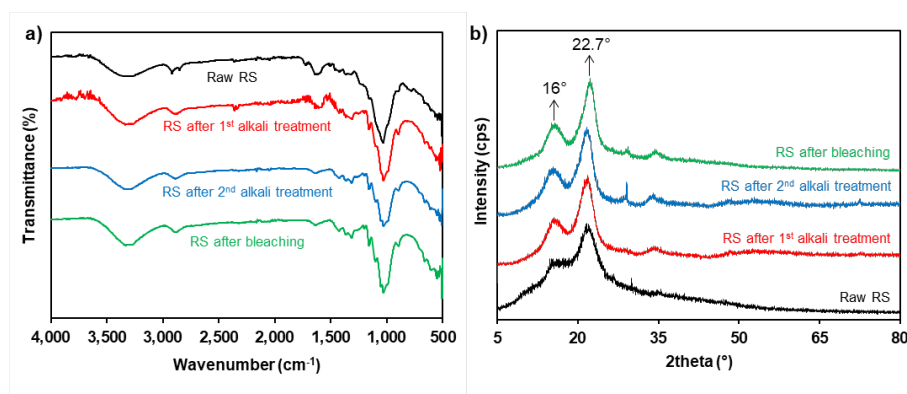 a)
Transmittance (%)
Raw RS
RS after 1st alkali treatment
RS after 2nd alkali treatment
RS after bleaching
4,000 3,500 3,000 2,500 2,000 1,500 1,000 500
Wavenumber (cm-1)
b)
Intensity (cps)
22.7°
16°
RS after bleaching
RS after 2nd alkali treatment
RS after 1st alkali treatment
Raw RS
5 20 35 50 65 80
2theta (°)